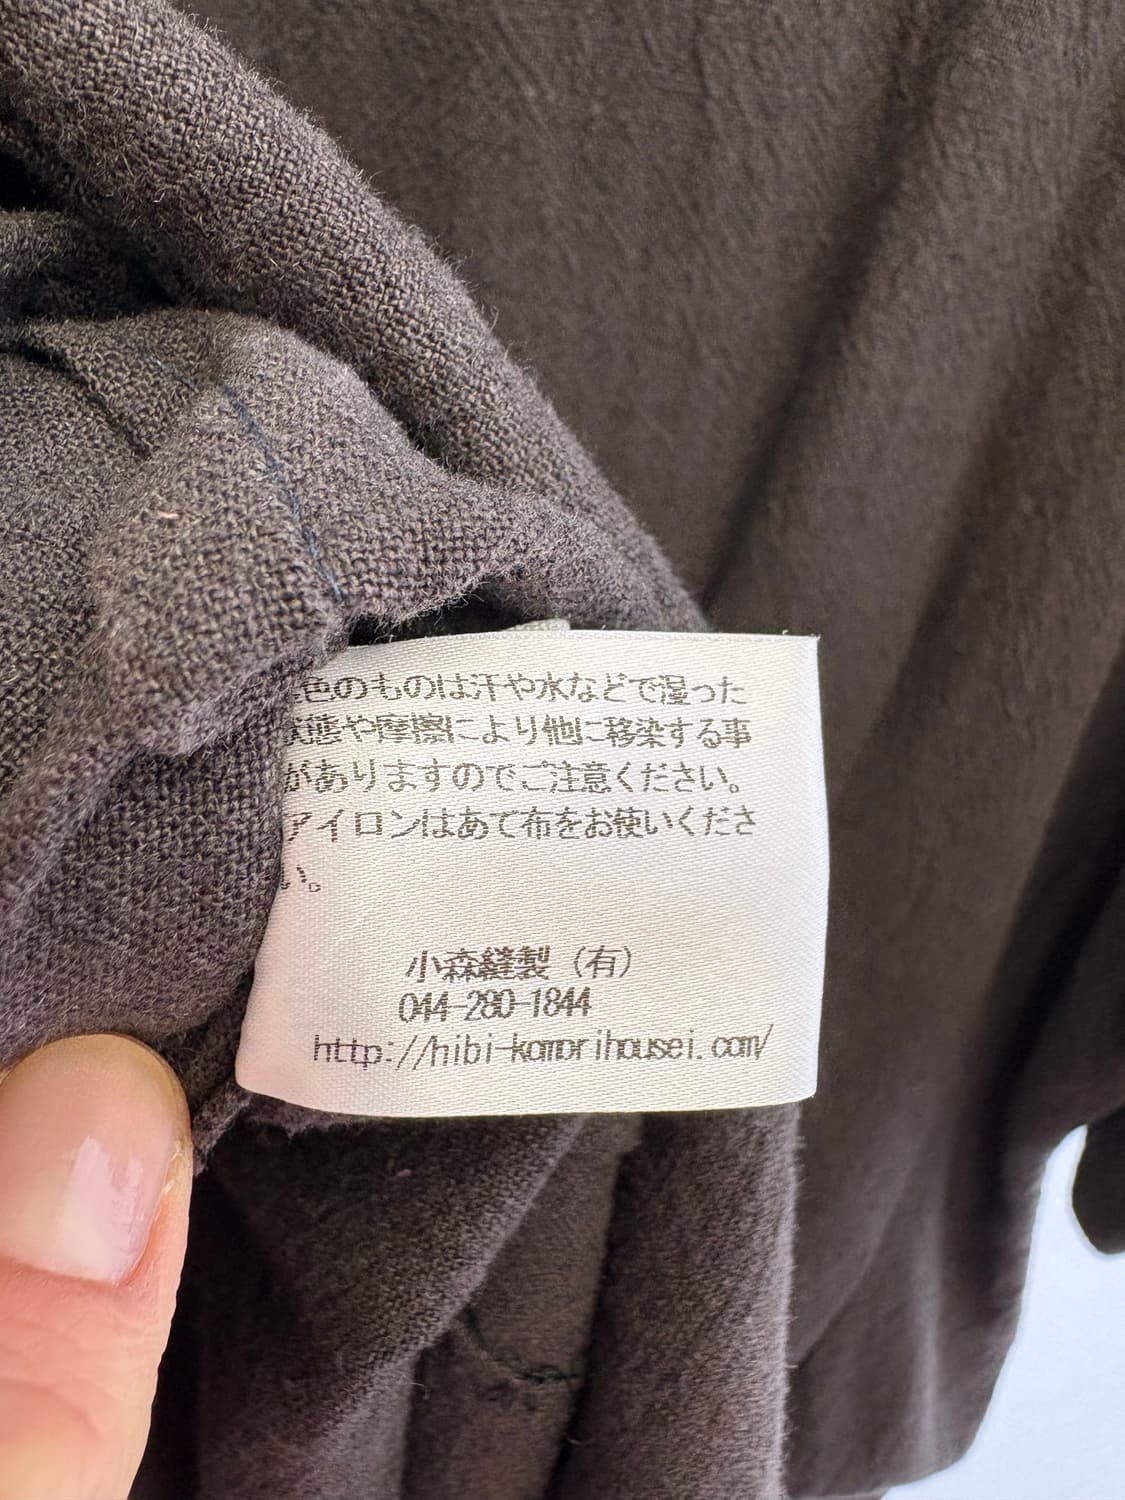 色のものは汗や水などで湿った
状態や摩擦により他に移染する事
がありますのでご注意ください。
アイロンはあて布をお使いくださ
い。
小森縫製（有）
044-280-1844
http://hibi-komorihousei.com/